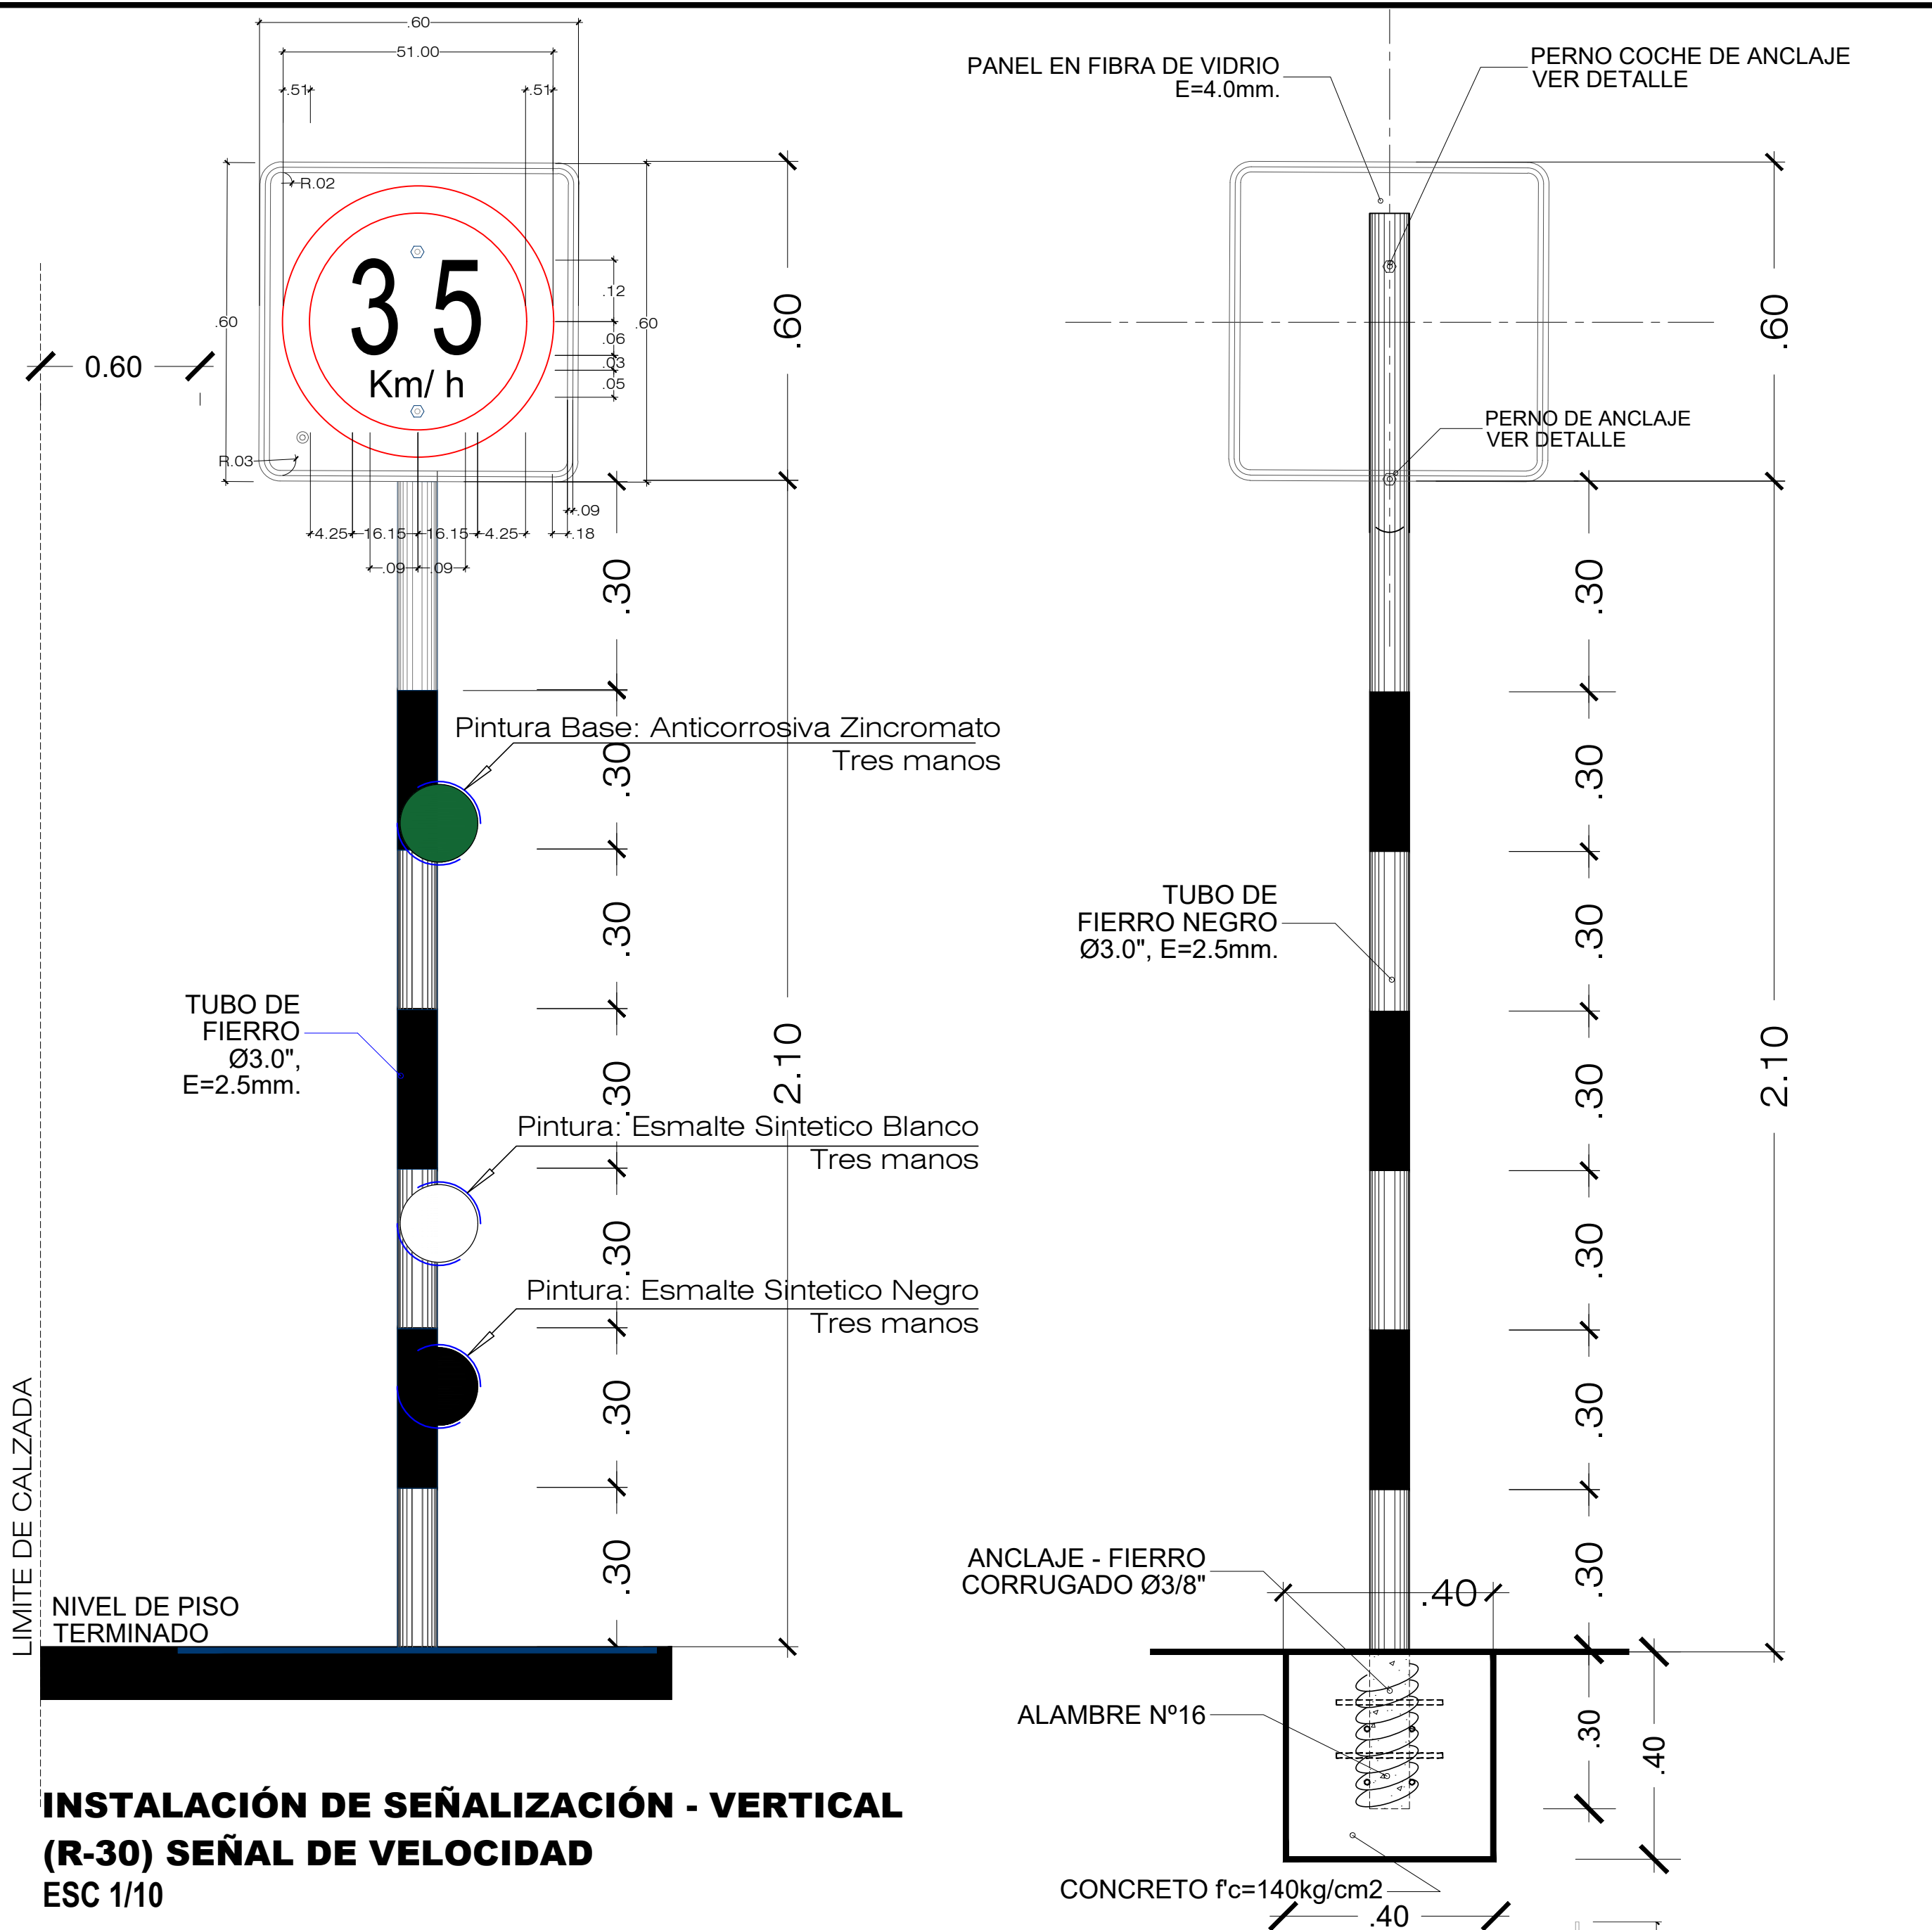 .60
51.00
.51
.51
R.02
3 5
Km/ h
.60
.60
.12
.06
.03
.05
.60
0.60
R.03
.09
4.25
16.15
16.15
4.25
.18
.09
.09
.30
.30
.30
.30
.30
.30
.30
2.10
Pintura Base: Anticorrosiva Zincromato
Tres manos
TUBO DE
FIERRO
Ø3.0",
E=2.5mm.
Pintura: Esmalte Sintetico Blanco
Tres manos
Pintura: Esmalte Sintetico Negro
Tres manos
LIMITE DE CALZADA
NIVEL DE PISO
TERMINADO
INSTALACIÓN DE SEÑALIZACIÓN - VERTICAL
(R-30) SEÑAL DE VELOCIDAD
ESC 1/10
PANEL EN FIBRA DE VIDRIO
E=4.0mm.
PERNO COCHE DE ANCLAJE
VER DETALLE
.60
PERNO DE ANCLAJE
VER DETALLE
.30
.30
.30
.30
.30
.30
.30
2.10
TUBO DE
FIERRO NEGRO
Ø3.0", E=2.5mm.
ANCLAJE - FIERRO
CORRUGADO Ø3/8"
.40
ALAMBRE Nº16
.30
.40
CONCRETO f'c=140kg/cm2
.40